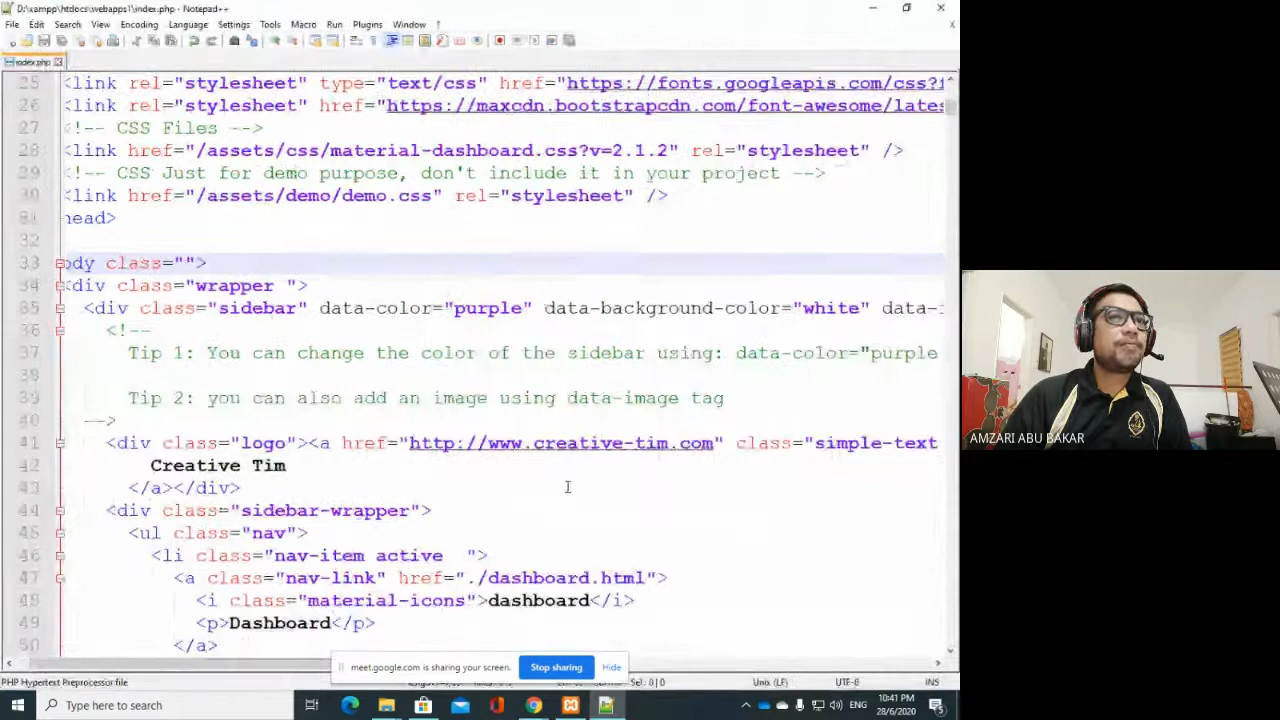 D:\xampp\htdocs\webapps1\index.php - Notepad++
File Edit Search View Encoding Language Settings Tools Macro Run Plugins Window ?
index.php
25 <link rel="stylesheet" type="text/css" href="https://fonts.googleapis.com/css?f
26 <link rel="stylesheet" href="https://maxcdn.bootstrapcdn.com/font-awesome/lates
27 <!-- CSS Files -->
28 <link href="/assets/css/material-dashboard.css?v=2.1.2" rel="stylesheet" />
29 <!-- CSS Just for demo purpose, don't include it in your project -->
30 <link href="/assets/demo/demo.css" rel="stylesheet" />
31 head>
32
33 ody class="">
34 <div class="wrapper ">
35 <div class="sidebar" data-color="purple" data-background-color="white" data-
36 <!--
37 Tip 1: You can change the color of the sidebar using: data-color="purple
38
39 Tip 2: you can also add an image using data-image tag
40 -->
41 <div class="logo"><a href="http://www.creative-tim.com" class="simple-text
42 Creative Tim
43 </a></div>
44 <div class="sidebar-wrapper">
45 <ul class="nav">
46 <li class="nav-item active  ">
47 <a class="nav-link" href="./dashboard.html">
48 <i class="material-icons">dashboard</i>
49 <p>Dashboard</p>
50 </a>
AMZARI ABU BAKAR
meet.google.com is sharing your screen. Stop sharing Hide
PHP Hypertext Preprocessor file Sel: 0|0 Unix (LF) UTF-8 INS
Type here to search
ENG
10:41 PM
28/6/2020
5